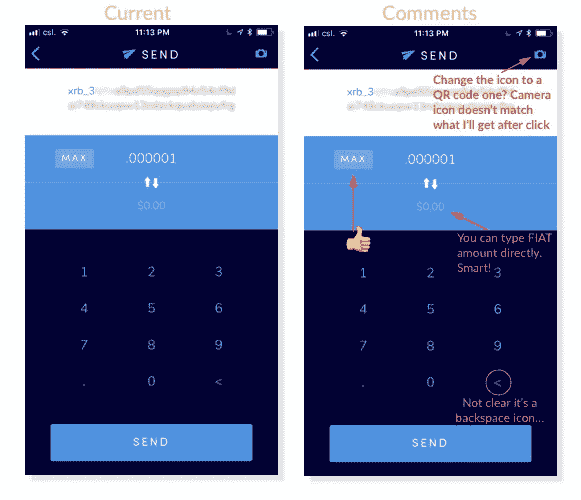 Current
csl. 11:13 PM
SEND
xrb_3
MAX .000001
$0.00
1 2 3
4 5 6
7 8 9
. 0 <
SEND
Comments
csl. 11:13 PM
SEND
Change the icon to a
QR code one? Camera
icon doesn't match
what I'll get after click
xrb_3
MAX .000001
$0.00
You can type FIAT
amount directly.
Smart!
1 2 3
4 5 6
7 8 9
. 0 <
Not clear it's a
backspace icon...
SEND